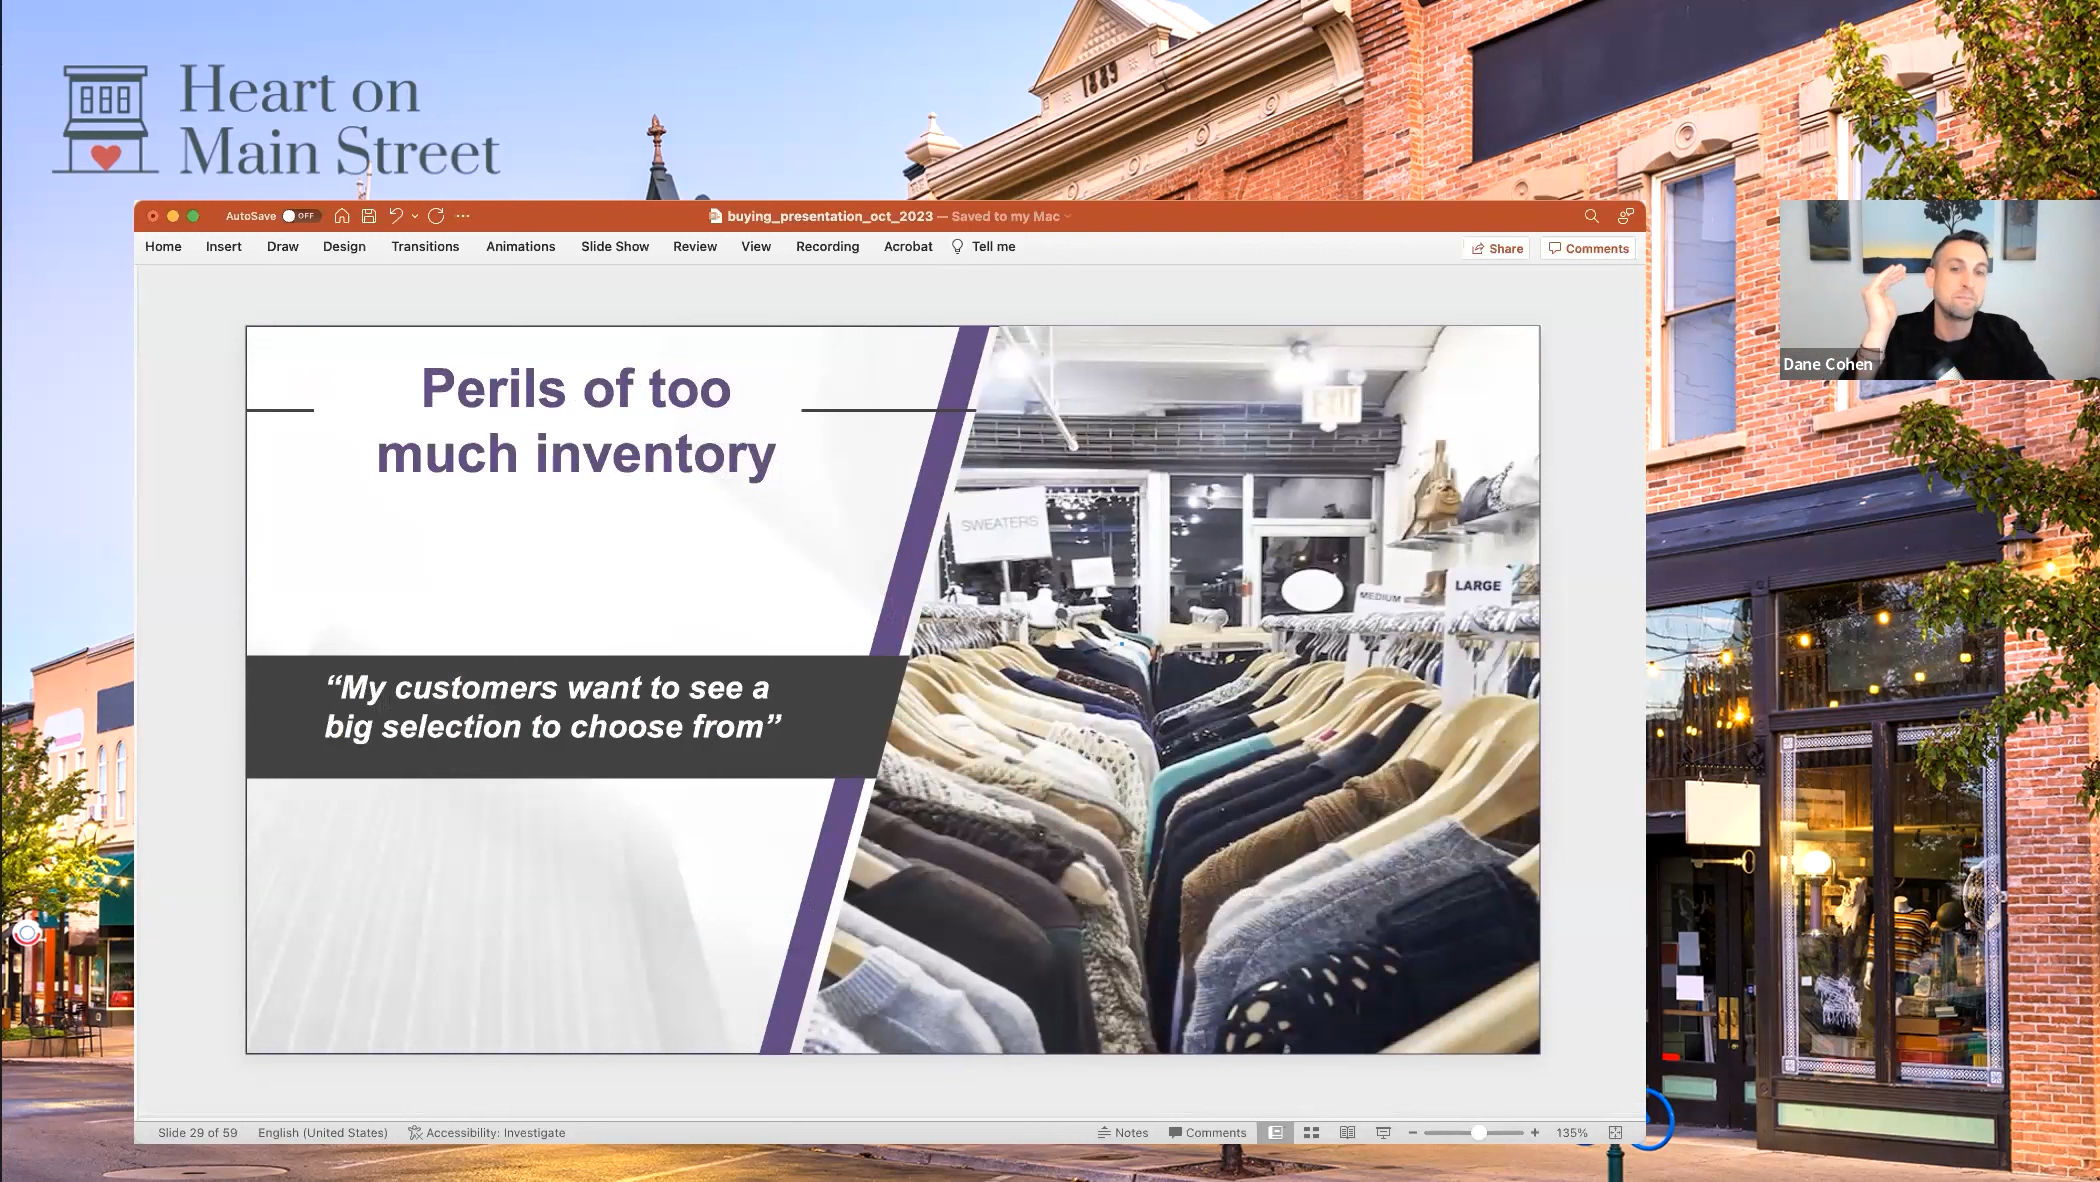 Heart on
Main Street
1889
AutoSave OFF
buying_presentation_oct_2023 — Saved to my Mac
Home Insert Draw Design Transitions Animations Slide Show Review View Recording Acrobat Tell me
Share Comments
Dane Cohen
Perils of too
much inventory
EXIT
SWEATERS
MEDIUM
LARGE
“My customers want to see a
big selection to choose from”
Slide 29 of 59 English (United States) Accessibility: Investigate Notes Comments 135%